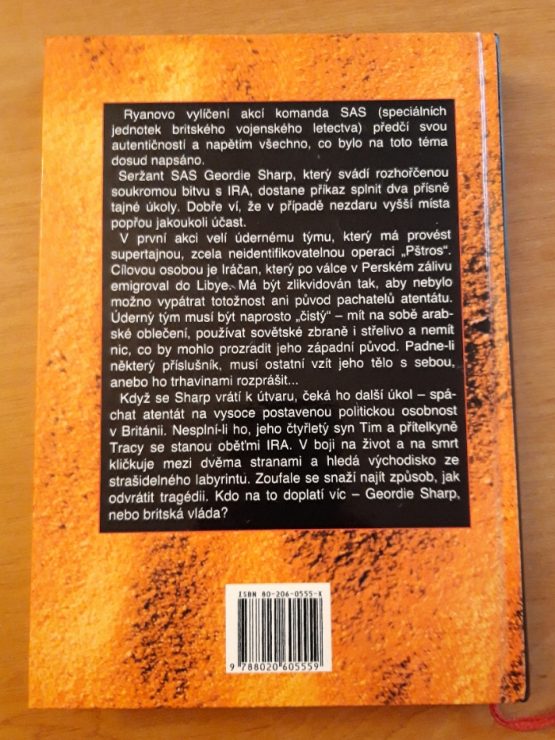 Ryanovo vylíčení akcí komanda SAS (speciálních
jednotek britského vojenského letectva) předčí svou
autentičností a napětím všechno, co bylo na toto téma
dosud napsáno.
Seržant SAS Geordie Sharp, který svádí rozhořčenou
soukromou bitvu s IRA, dostane příkaz splnit dva přísně
tajné úkoly. Dobře ví, že v případě nezdaru vyšší místa
popřou jakoukoli účast.
V první akci velí údernému týmu, který má provést
supertajnou, zcela neidentifikovatelnou operaci „Pštros".
Cílovou osobou je Iráčan, který po válce v Perském zálivu
emigroval do Libye. Má být zlikvidován tak, aby nebylo
možno vypátrat totožnost ani původ pachatelů atentátu.
Úderný tým musí být naprosto „čistý" – mít na sobě arab-
ské oblečení, používat sovětské zbraně i střelivo a nemít
nic, co by mohlo prozradit jeho západní původ. Padne-li
některý příslušník, musí ostatní vzít jeho tělo s sebou,
anebo ho trhavinami rozprášit...
Když se Sharp vrátí k útvaru, čeká ho další úkol – spá-
chat atentát na vysoce postavenou politickou osobnost
v Británii. Nesplní-li ho, jeho čtyřletý syn Tim a přítelkyně
Tracy se stanou oběťmi IRA. V boji na život a na smrt
kličkuje mezi dvěma stranami a hledá východisko ze
strašidelného labyrintu. Zoufale se snaží najít způsob, jak
odvrátit tragédii. Kdo na to doplatí víc – Geordie Sharp,
nebo britská vláda?
ISBN 80-206-0555-X
9 788020 605559